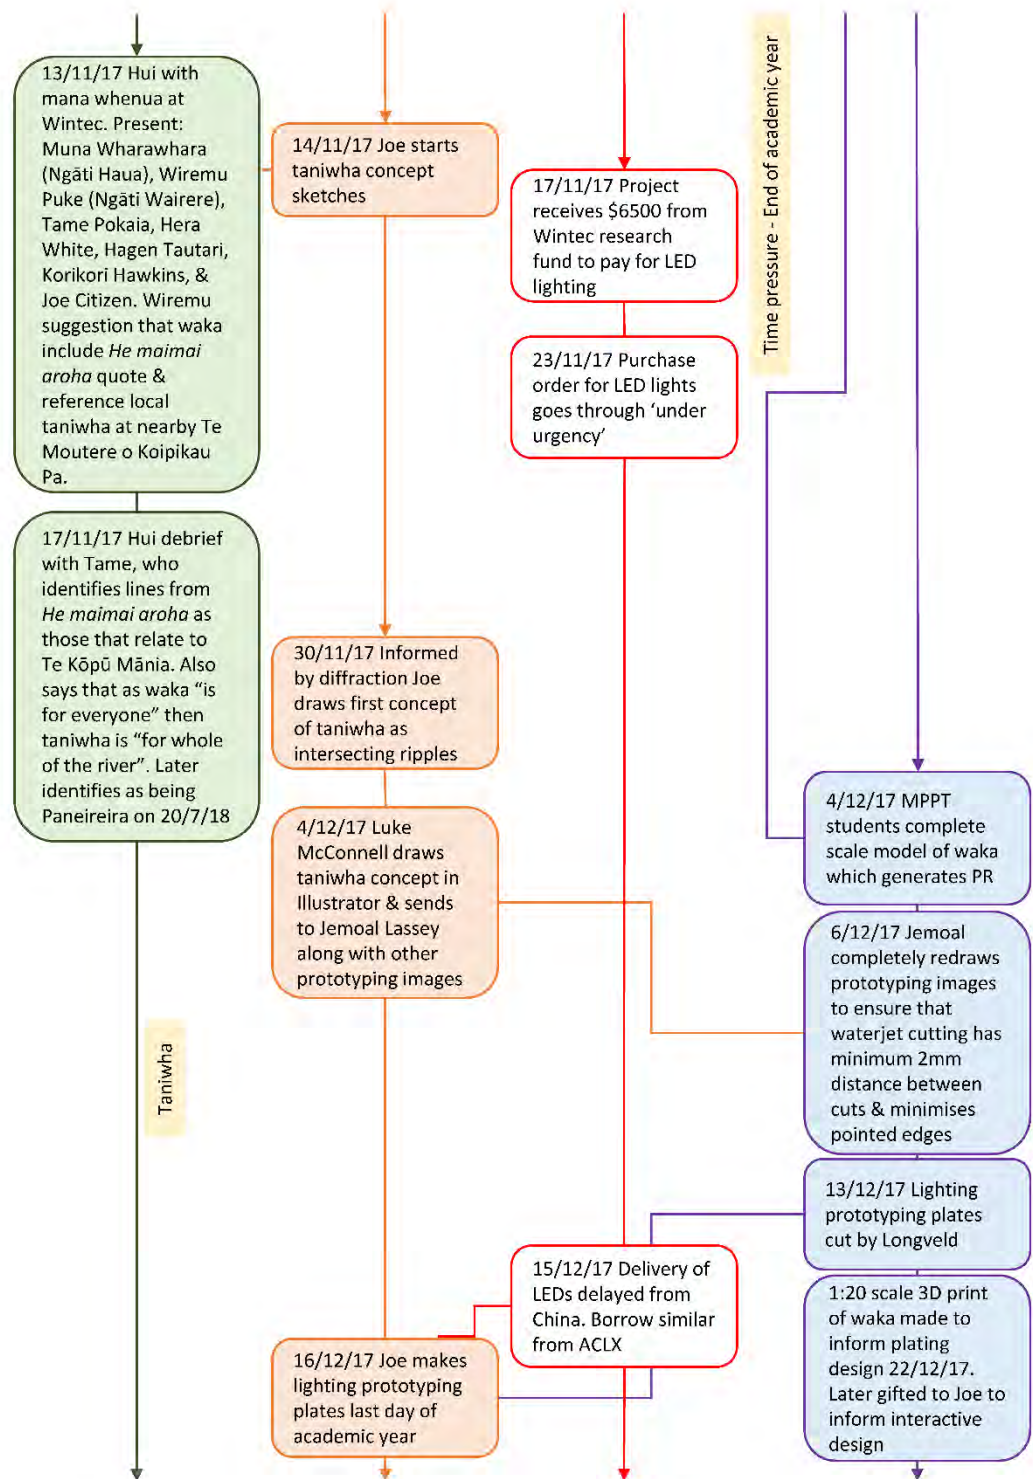 13/11/17 Hui with
mana whenua at
Wintec. Present:
Muna Wharawhara
(Ngāti Haua), Wiremu
Puke (Ngāti Wairere),
Tame Pokaia, Hera
White, Hagen Tautari,
Korikori Hawkins, &
Joe Citizen. Wiremu
suggestion that waka
include He maimai
aroha quote &
reference local
taniwha at nearby Te
Moutere o Koipikau
Pa.
17/11/17 Hui debrief
with Tame, who
identifies lines from
He maimai aroha as
those that relate to
Te Kōpū Mānia. Also
says that as waka “is
for everyone” then
taniwha is “for whole
of the river”. Later
identifies as being
Paneireira on 20/7/18
Taniwha
14/11/17 Joe starts
taniwha concept
sketches
30/11/17 Informed
by diffraction Joe
draws first concept
of taniwha as
intersecting ripples
4/12/17 Luke
McConnell draws
taniwha concept in
Illustrator & sends
to Jemoal Lassey
along with other
prototyping images
16/12/17 Joe makes
lighting prototyping
plates last day of
academic year
17/11/17 Project
receives $6500 from
Wintec research
fund to pay for LED
lighting
23/11/17 Purchase
order for LED lights
goes through ‘under
urgency’
15/12/17 Delivery of
LEDs delayed from
China. Borrow similar
from ACLX
Time pressure - End of academic year
4/12/17 MPPT
students complete
scale model of waka
which generates PR
6/12/17 Jemoal
completely redraws
prototyping images
to ensure that
waterjet cutting has
minimum 2mm
distance between
cuts & minimises
pointed edges
13/12/17 Lighting
prototyping plates
cut by Longveld
1:20 scale 3D print
of waka made to
inform plating
design 22/12/17.
Later gifted to Joe to
inform interactive
design